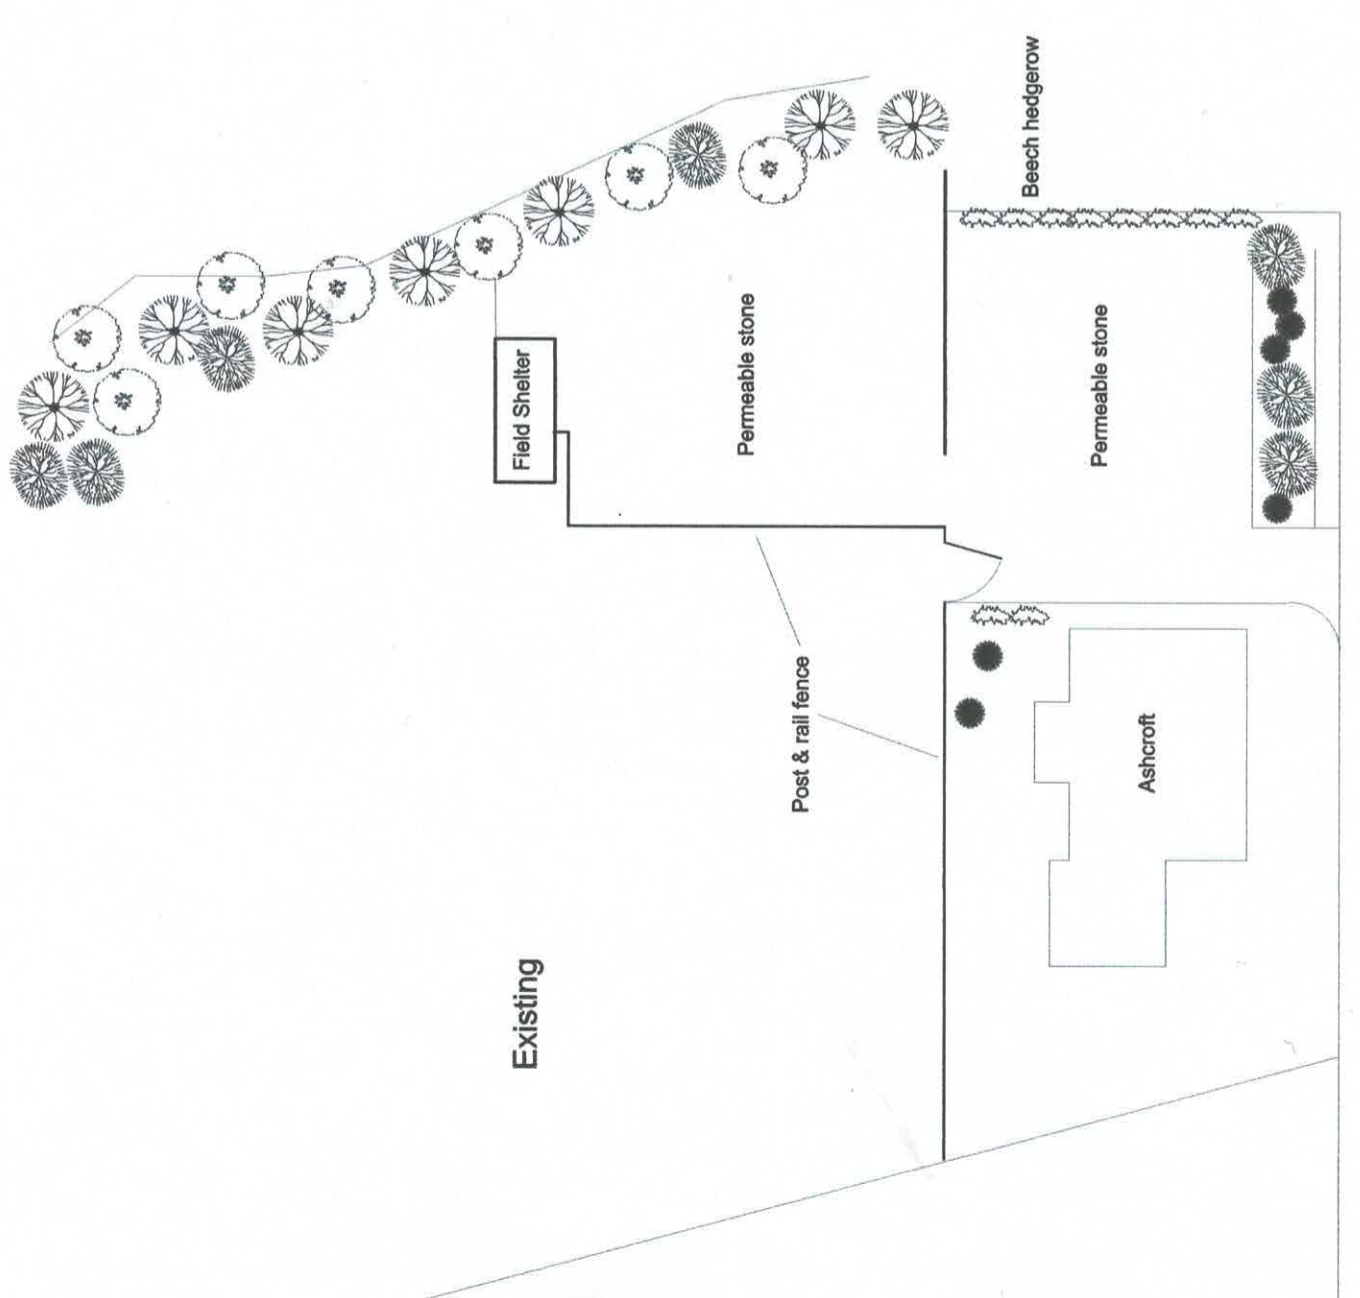 Beech hedgerow
Field Shelter
Permeable stone
Permeable stone
Post & rail fence
Ashcroft
Existing